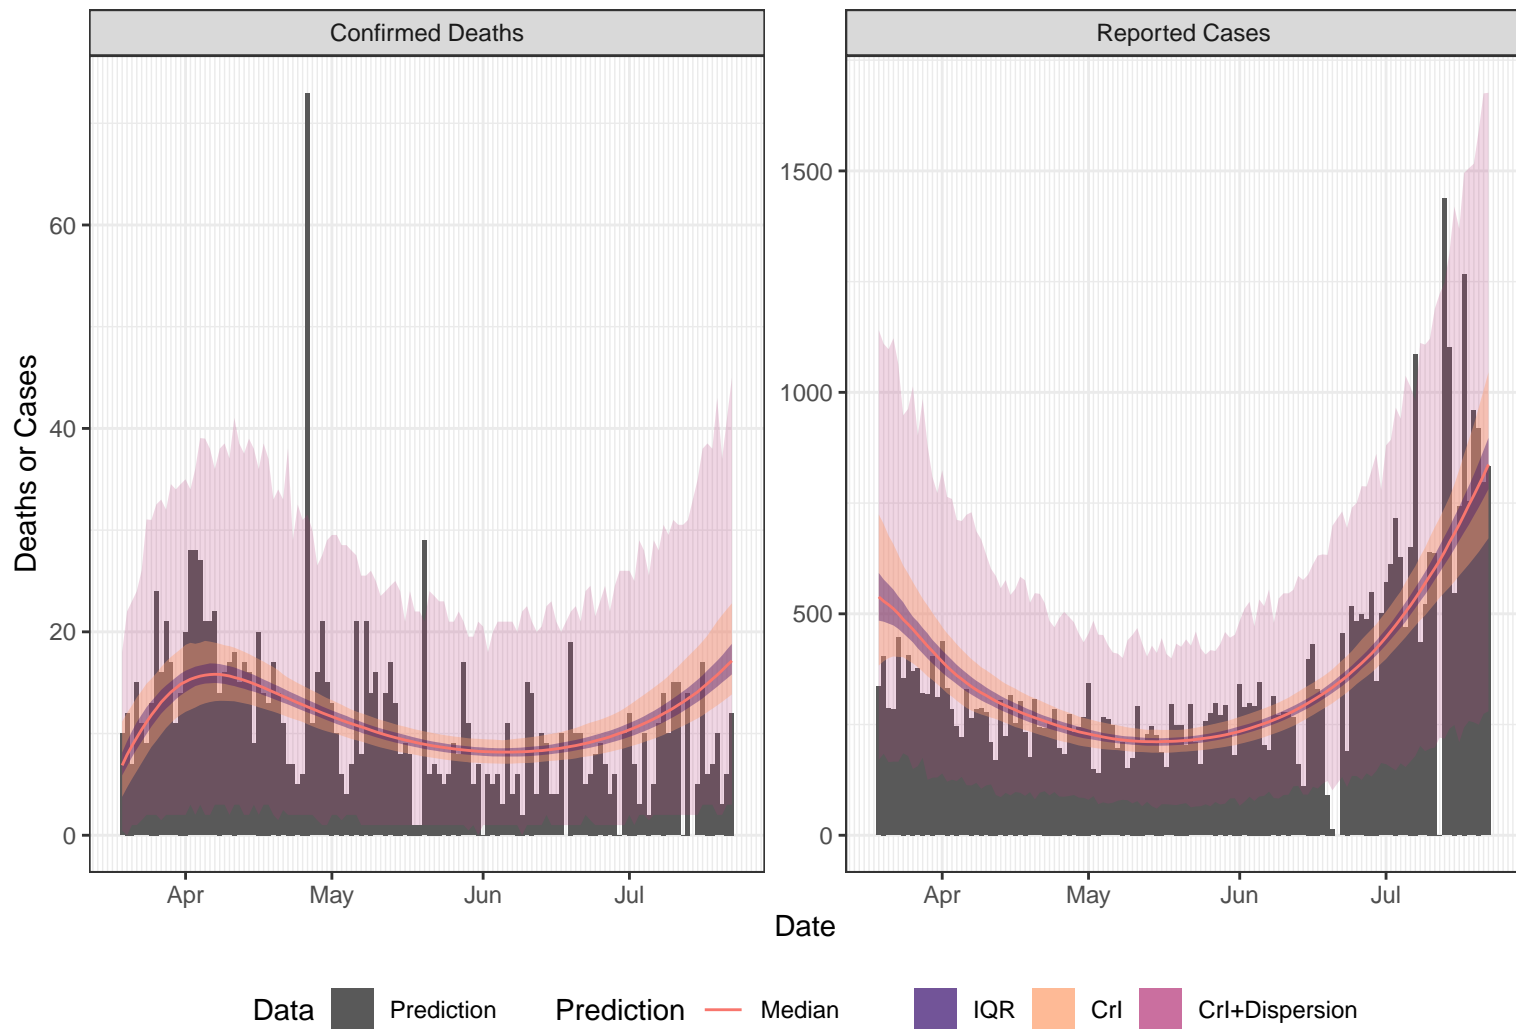 Confirmed Deaths
Reported Cases
Deaths or Cases
60
40
20
0
1500
1000
500
0
Apr May Jun Jul
Apr May Jun Jul
Date
Data Prediction Prediction Median IQR CrI CrI+Dispersion